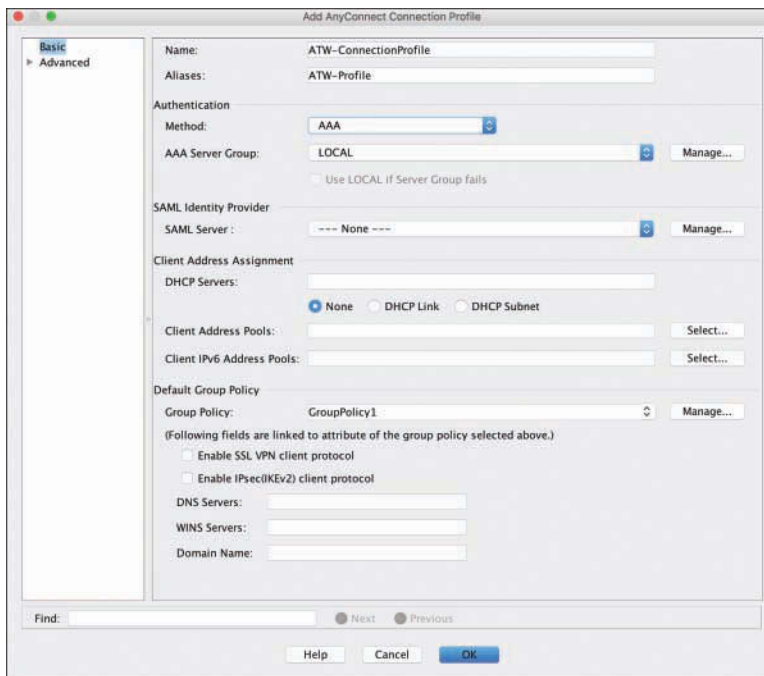 Add AnyConnect Connection Profile
Basic
Advanced
Name: ATW-ConnectionProfile
Aliases: ATW-Profile
Authentication
Method: AAA
AAA Server Group: LOCAL Manage...
Use LOCAL if Server Group fails
SAML Identity Provider
SAML Server : --- None --- Manage...
Client Address Assignment
DHCP Servers:
None DHCP Link DHCP Subnet
Client Address Pools: Select...
Client IPv6 Address Pools: Select...
Default Group Policy
Group Policy: GroupPolicy1 Manage...
(Following fields are linked to attribute of the group policy selected above.)
Enable SSL VPN client protocol
Enable IPsec(IKEv2) client protocol
DNS Servers:
WINS Servers:
Domain Name:
Find: Next Previous
Help Cancel OK